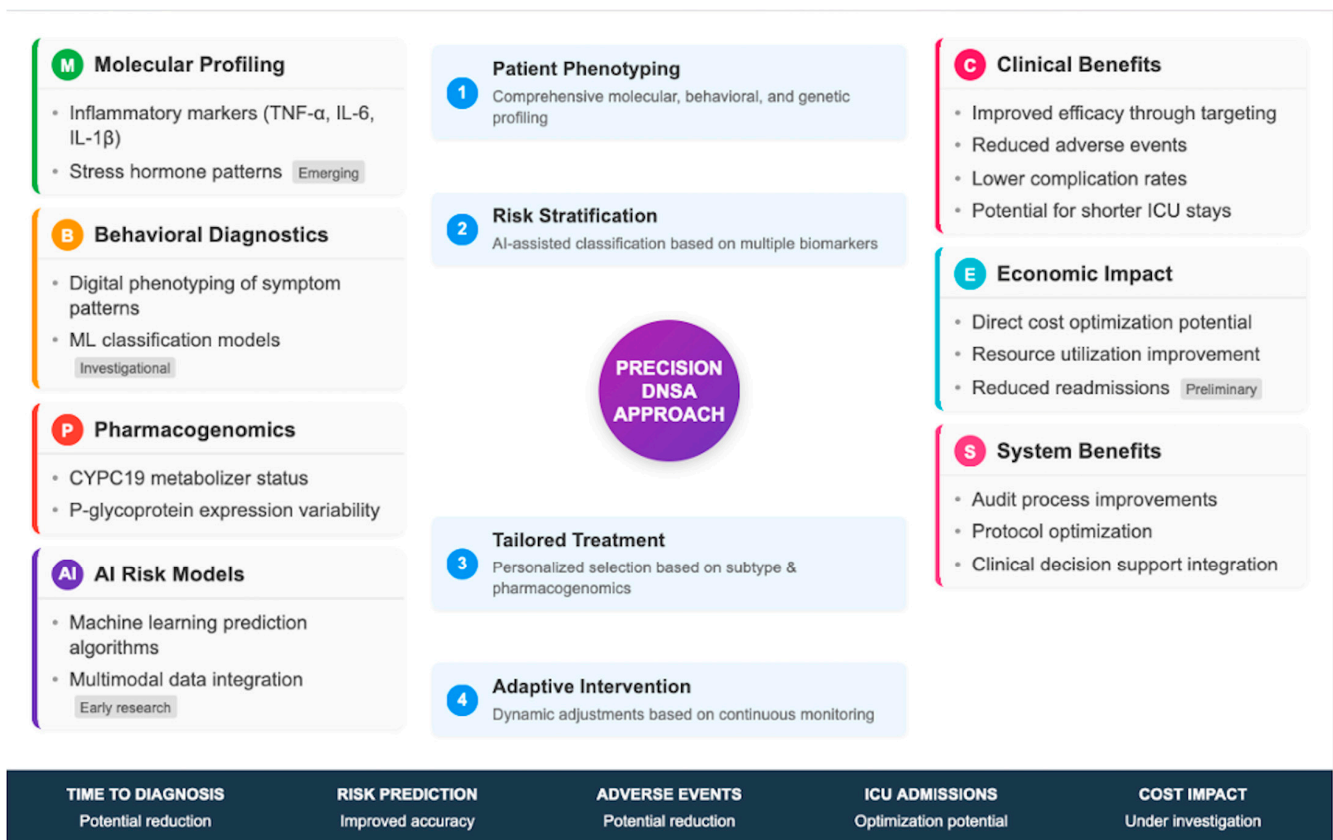 M Molecular Profiling
• Inflammatory markers (TNF-α, IL-6,
IL-1β)
• Stress hormone patterns Emerging
B Behavioral Diagnostics
• Digital phenotyping of symptom
patterns
• ML classification models
Investigational
P Pharmacogenomics
• CYPC19 metabolizer status
• P-glycoprotein expression variability
AI AI Risk Models
• Machine learning prediction
algorithms
• Multimodal data integration
Early research
1 Patient Phenotyping
Comprehensive molecular, behavioral, and genetic
profiling
2 Risk Stratification
AI-assisted classification based on multiple biomarkers
PRECISION
DNSA
APPROACH
3 Tailored Treatment
Personalized selection based on subtype &
pharmacogenomics
4 Adaptive Intervention
Dynamic adjustments based on continuous monitoring
C Clinical Benefits
• Improved efficacy through targeting
• Reduced adverse events
• Lower complication rates
• Potential for shorter ICU stays
E Economic Impact
• Direct cost optimization potential
• Resource utilization improvement
• Reduced readmissions Preliminary
S System Benefits
• Audit process improvements
• Protocol optimization
• Clinical decision support integration
TIME TO DIAGNOSIS
Potential reduction
RISK PREDICTION
Improved accuracy
ADVERSE EVENTS
Potential reduction
ICU ADMISSIONS
Optimization potential
COST IMPACT
Under investigation